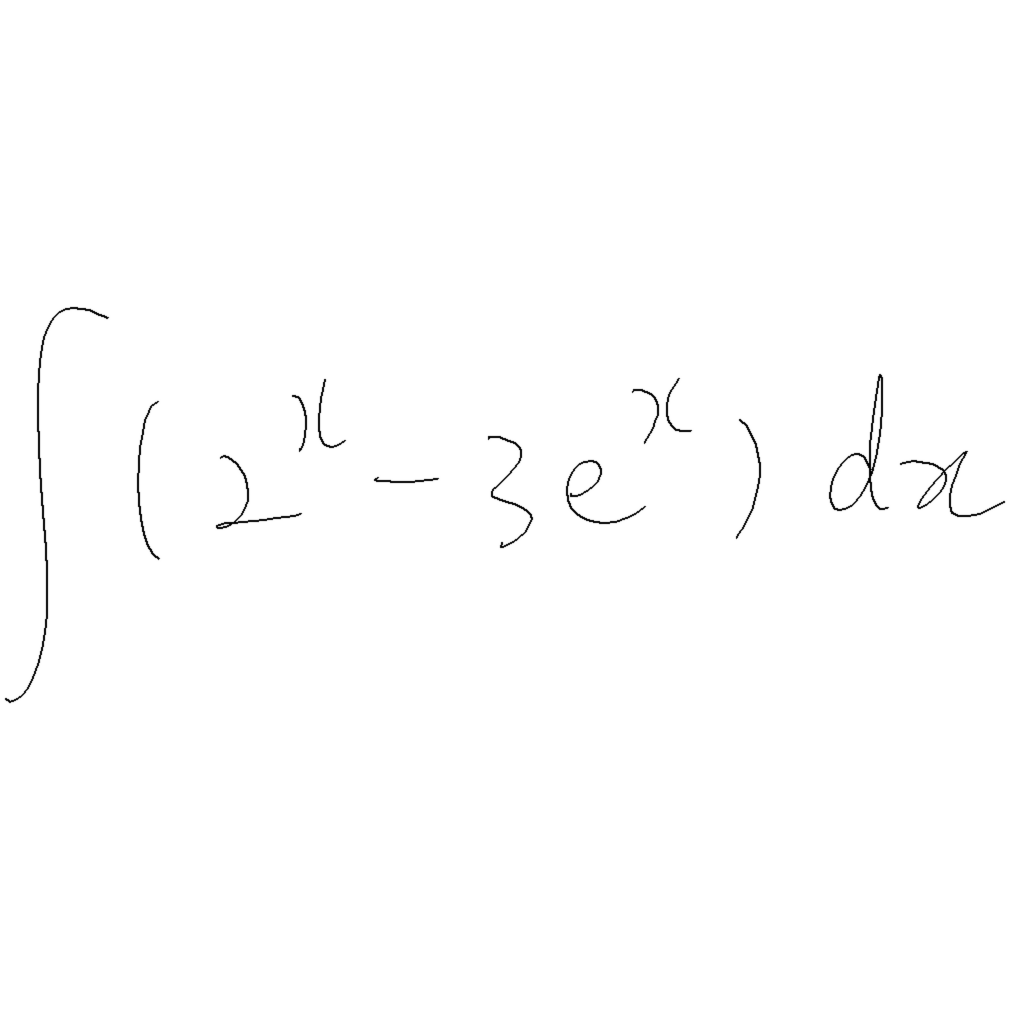 ∫ (2^x - 3e^x) dx